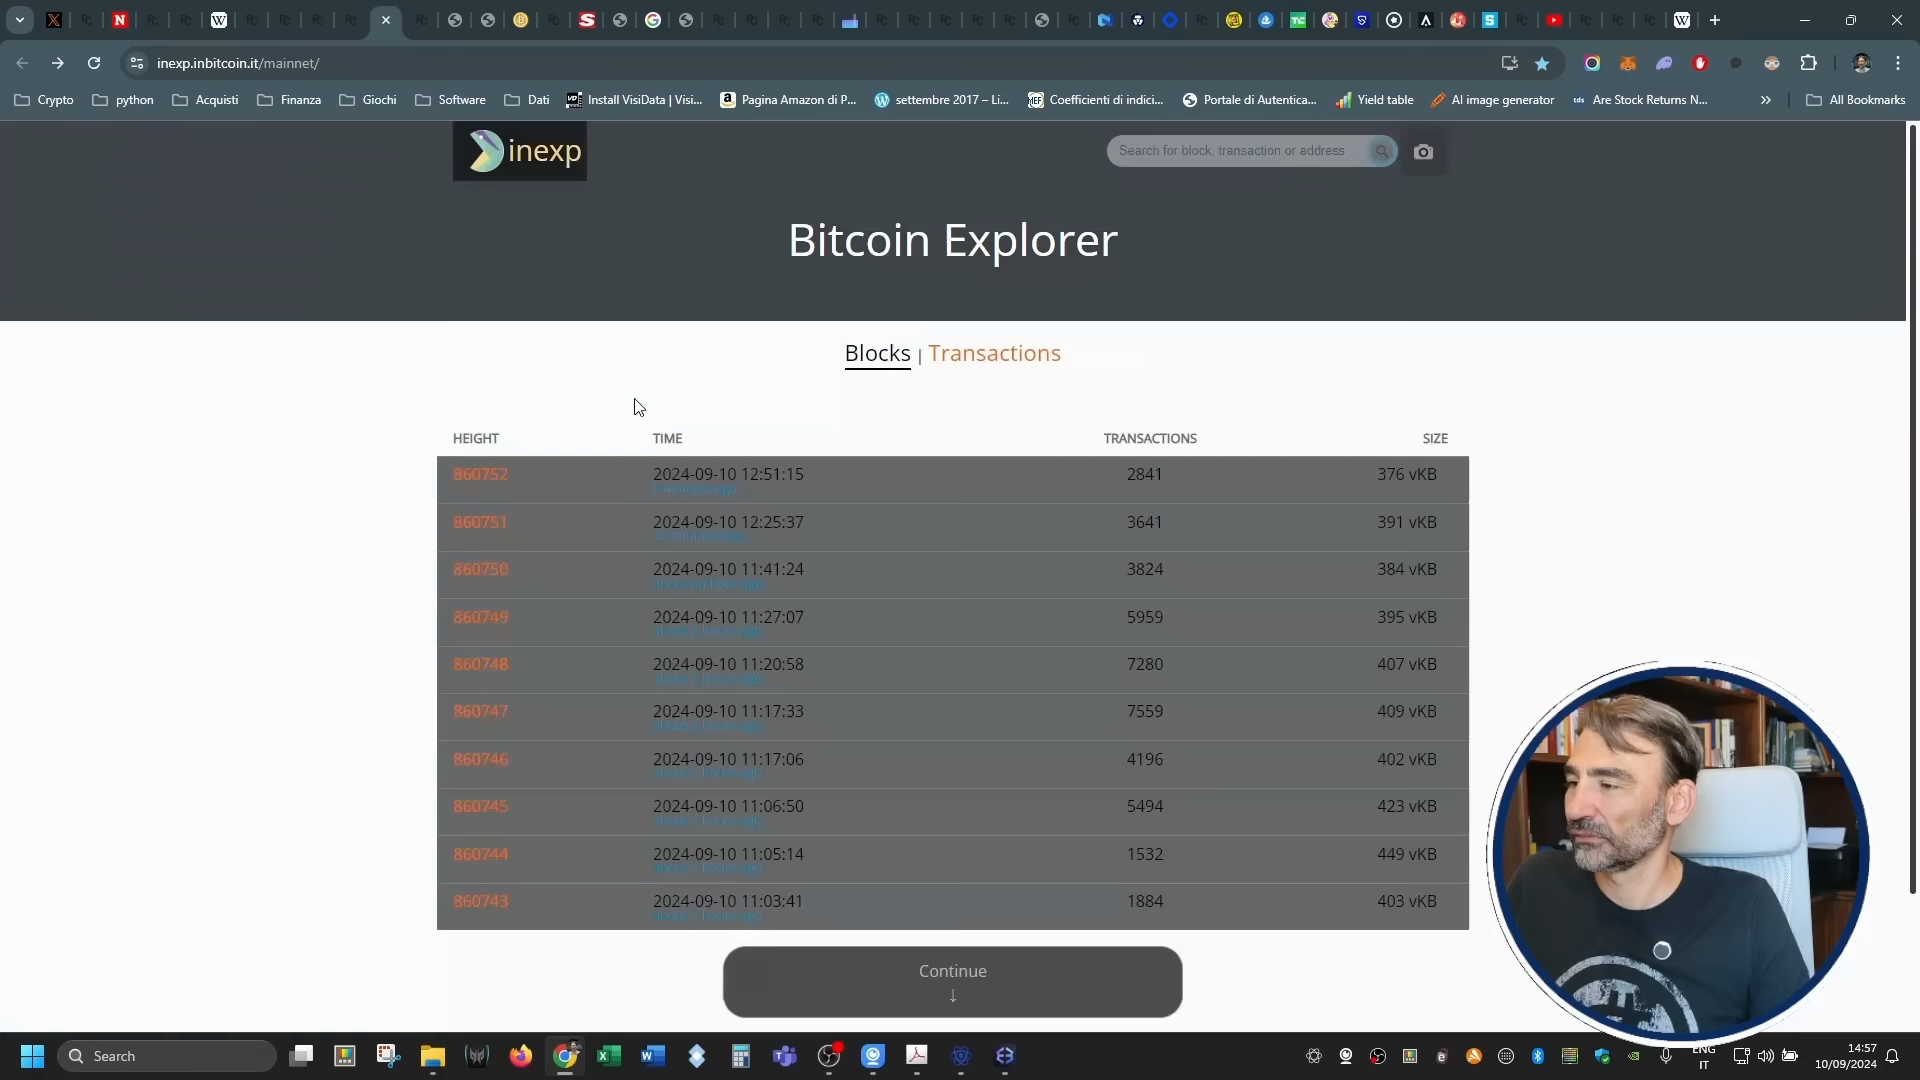 inexp.inbitcoin.it/mainnet/
Crypto
python
Acquisti
Finanza
Giochi
Software
Dati
Install VisiData | Visi...
Pagina Amazon di P...
settembre 2017 – Li...
Coefficienti di indici...
Portale di Autentica...
Yield table
AI image generator
Are Stock Returns N...
All Bookmarks
inexp
Search for block, transaction or address
Bitcoin Explorer
Blocks | Transactions
HEIGHT TIME TRANSACTIONS SIZE
860752 2024-09-10 12:51:15 2841 376 vKB
860751 2024-09-10 12:25:37 3641 391 vKB
860750 2024-09-10 11:41:24 3824 384 vKB
860749 2024-09-10 11:27:07 5959 395 vKB
860748 2024-09-10 11:20:58 7280 407 vKB
860747 2024-09-10 11:17:33 7559 409 vKB
860746 2024-09-10 11:17:06 4196 402 vKB
860745 2024-09-10 11:06:50 5494 423 vKB
860744 2024-09-10 11:05:14 1532 449 vKB
860743 2024-09-10 11:03:41 1884 403 vKB
Continue
↓
Search
ENG
IT
14:57
10/09/2024